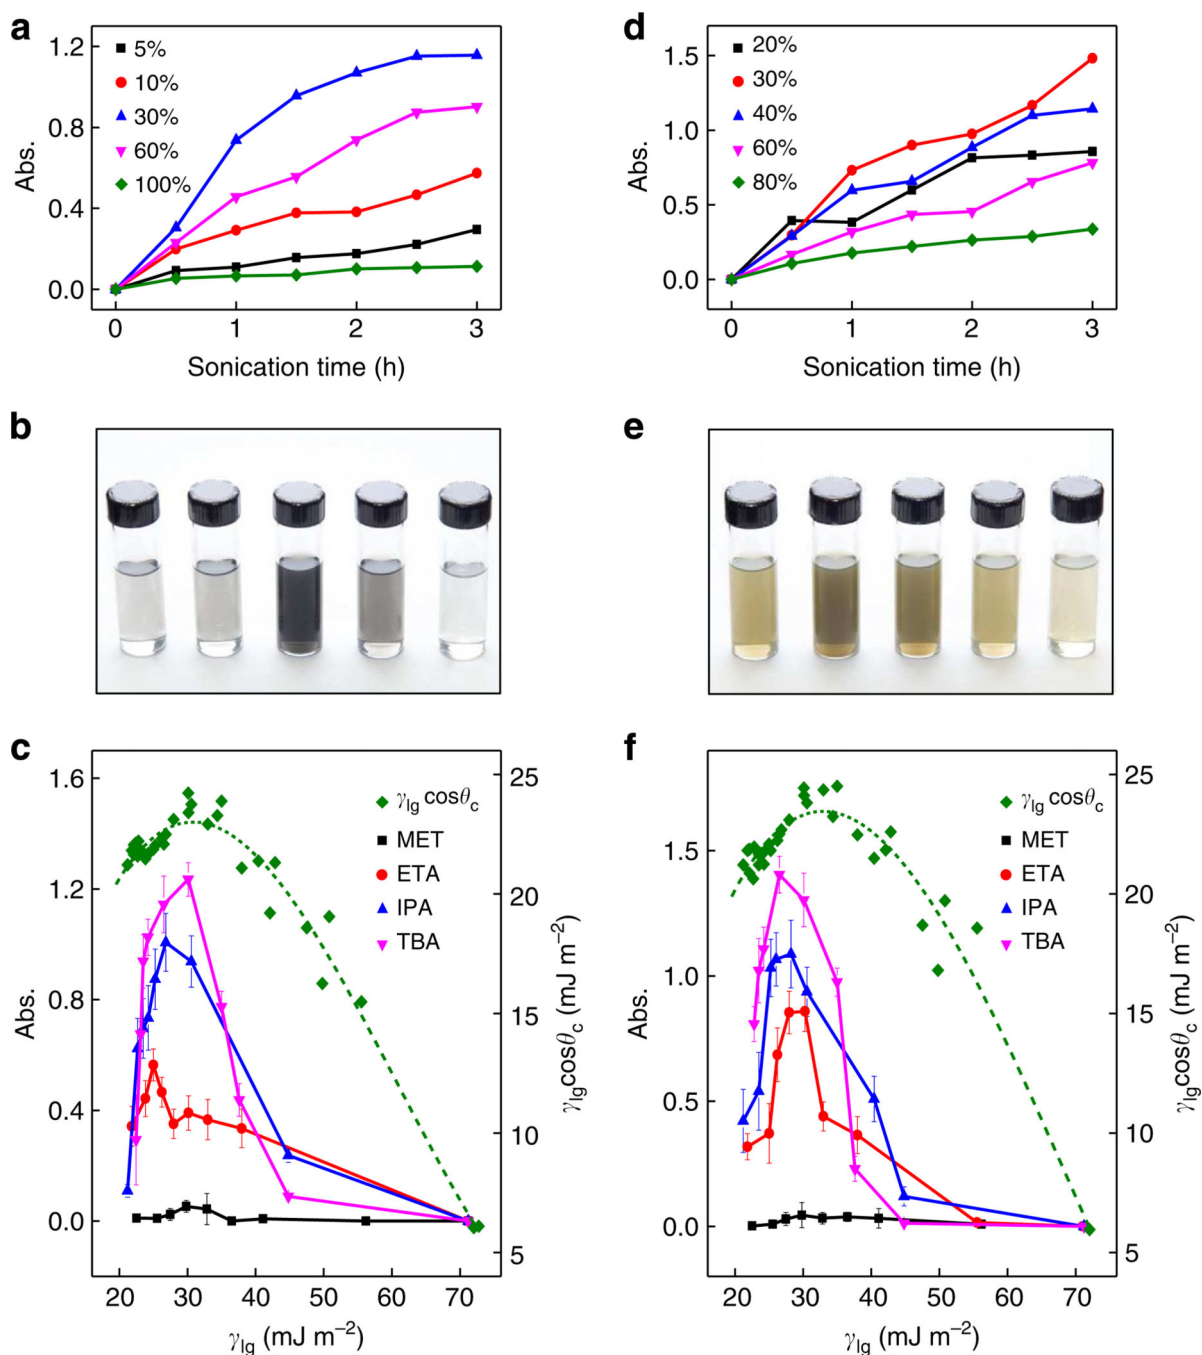 a
1.2
0.8
0.4
0.0
Abs.
5%
10%
30%
60%
100%
0 1 2 3
Sonication time (h)
d
1.5
1.0
0.5
0.0
Abs.
20%
30%
40%
60%
80%
0 1 2 3
Sonication time (h)
b
e
c
1.6
1.2
0.8
0.4
0.0
Abs.
γlg cosθc
MET
ETA
IPA
TBA
25
20
15
10
5
γlgcosθc (mJ m−2)
20 30 40 50 60 70
γlg (mJ m−2)
f
1.5
1.0
0.5
0.0
Abs.
γlg cosθc
MET
ETA
IPA
TBA
25
20
15
10
5
γlgcosθc (mJ m−2)
20 30 40 50 60 70
γlg (mJ m−2)